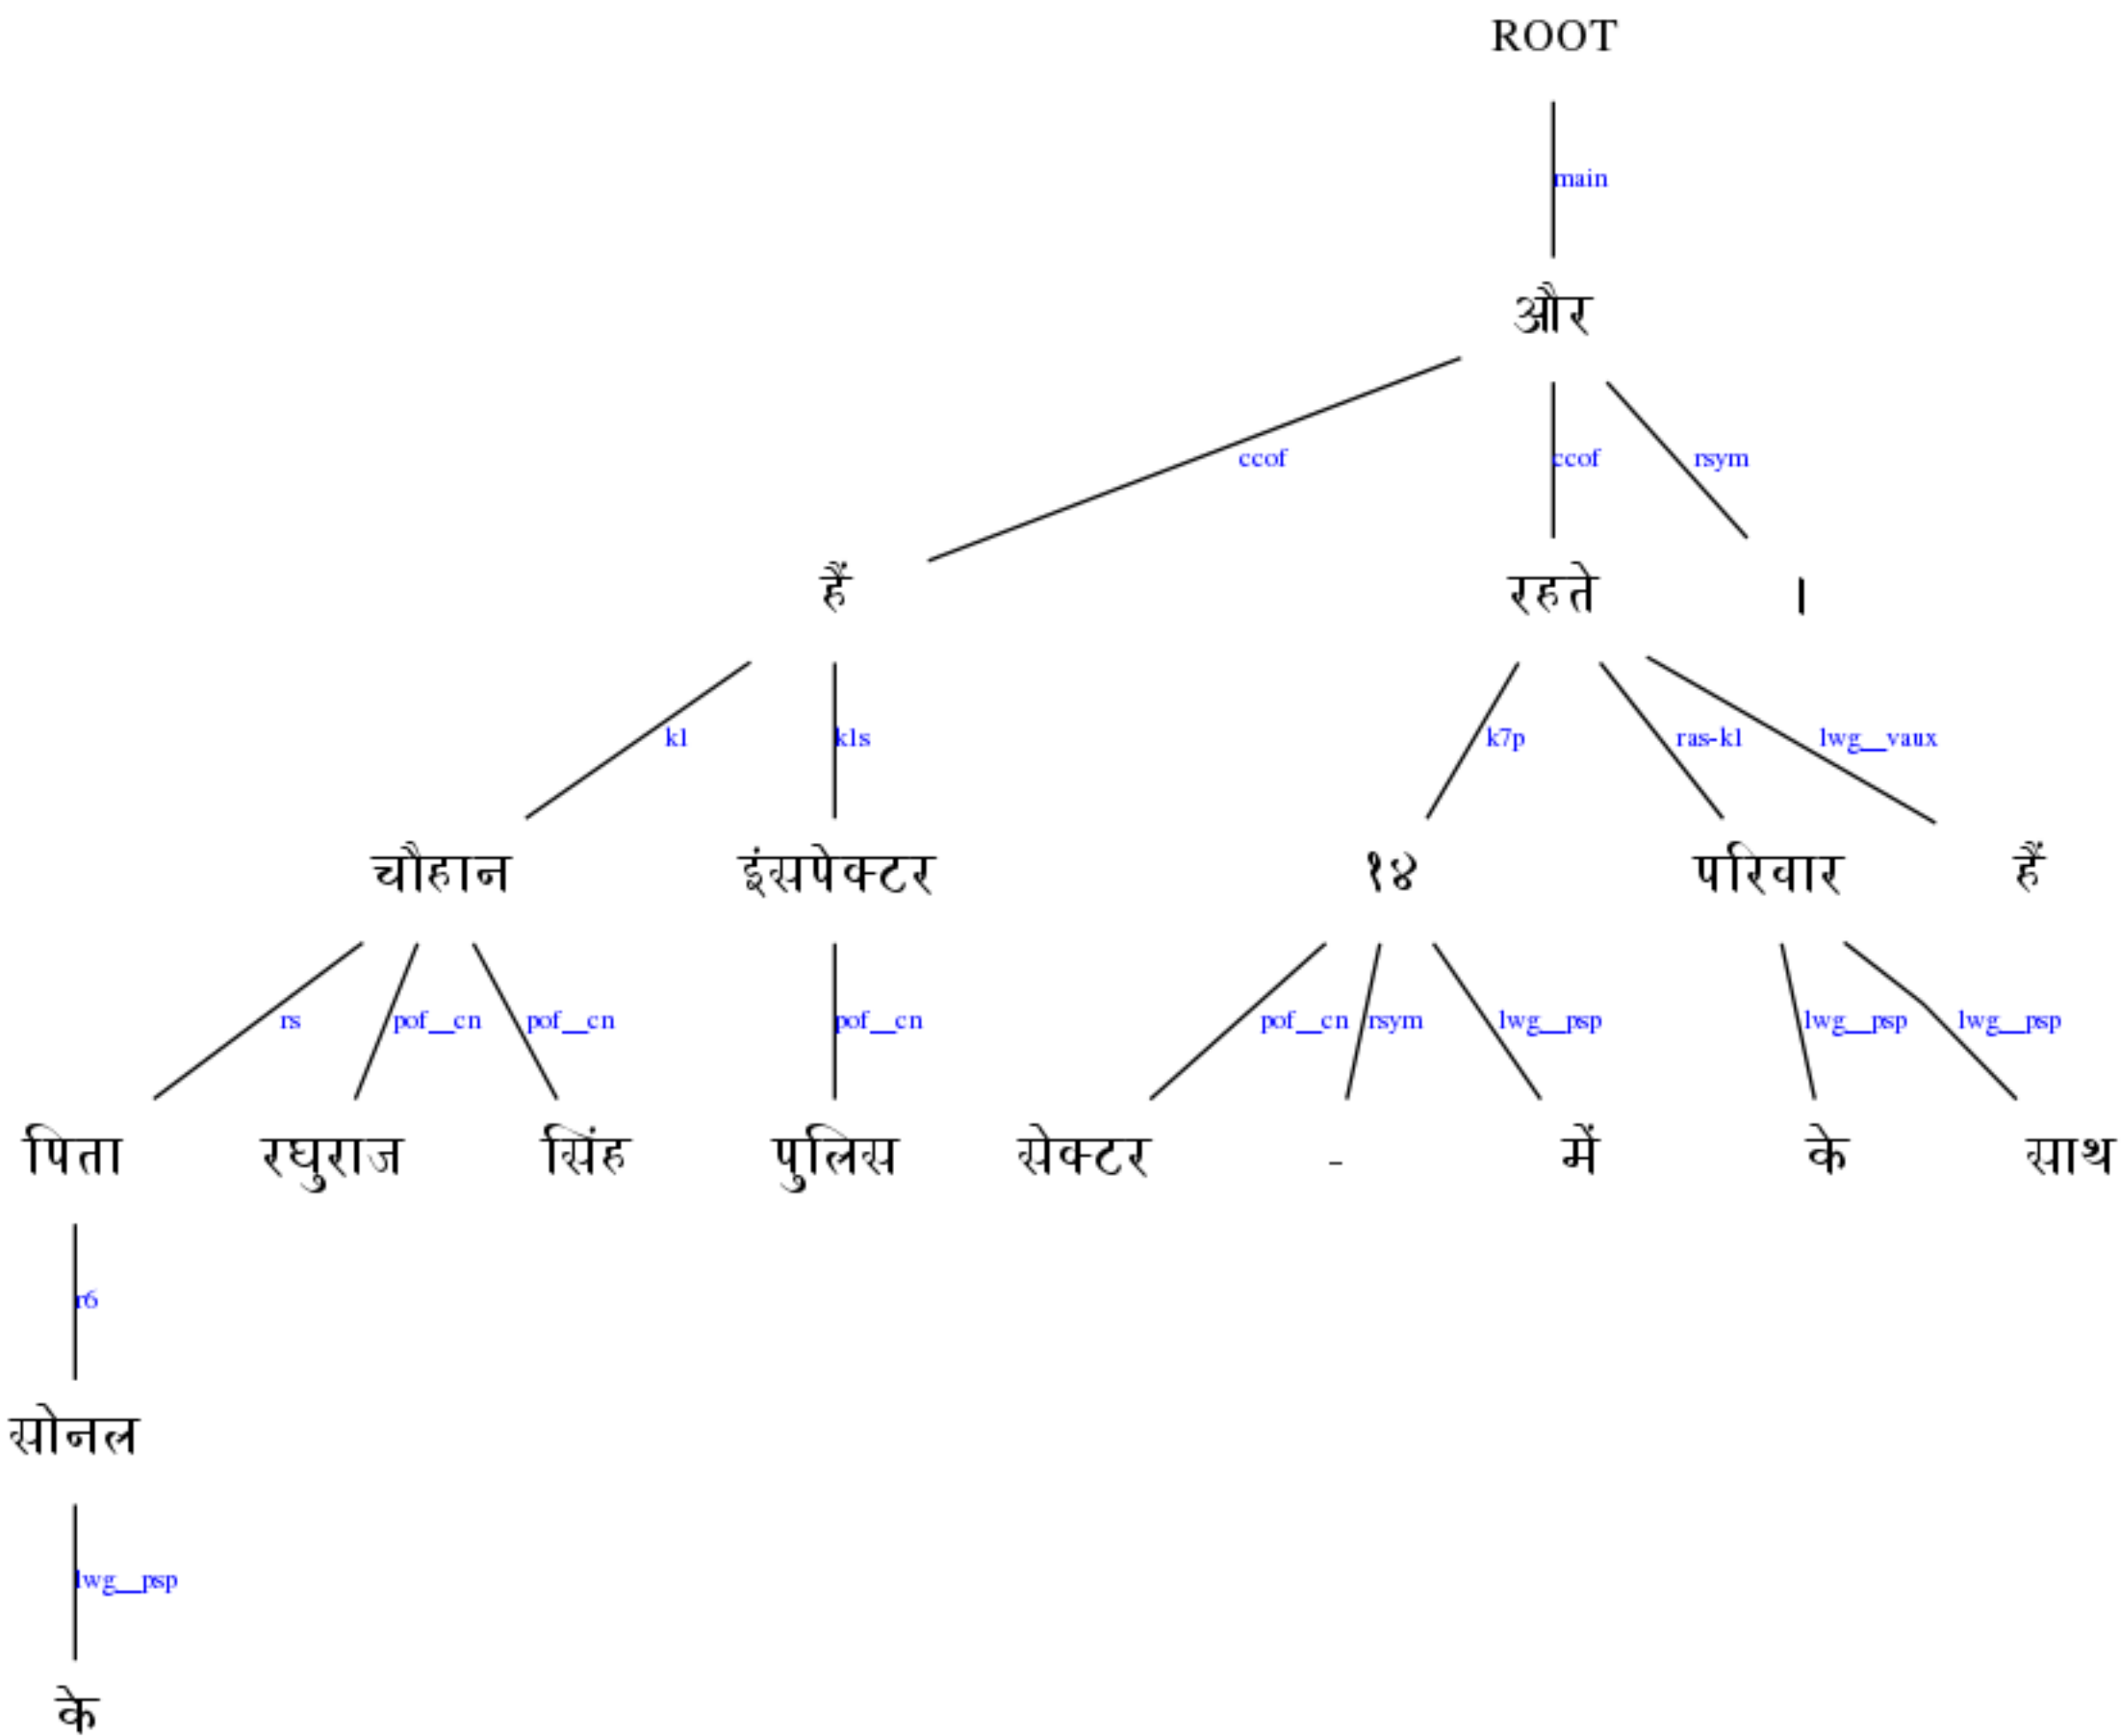 ROOT
main
और
ccof ccof rsym
हैं रहते ।
k1 k1s k7p ras-k1 lwg__vaux
चौहान इंसपेक्टर १४ परिवार हैं
rs pof__cn pof__cn pof__cn pof__cn rsym lwg__psp lwg__psp lwg__psp
पिता रघुराज सिंह पुलिस सेक्टर - में के साथ
r6
सोनल
lwg__psp
के